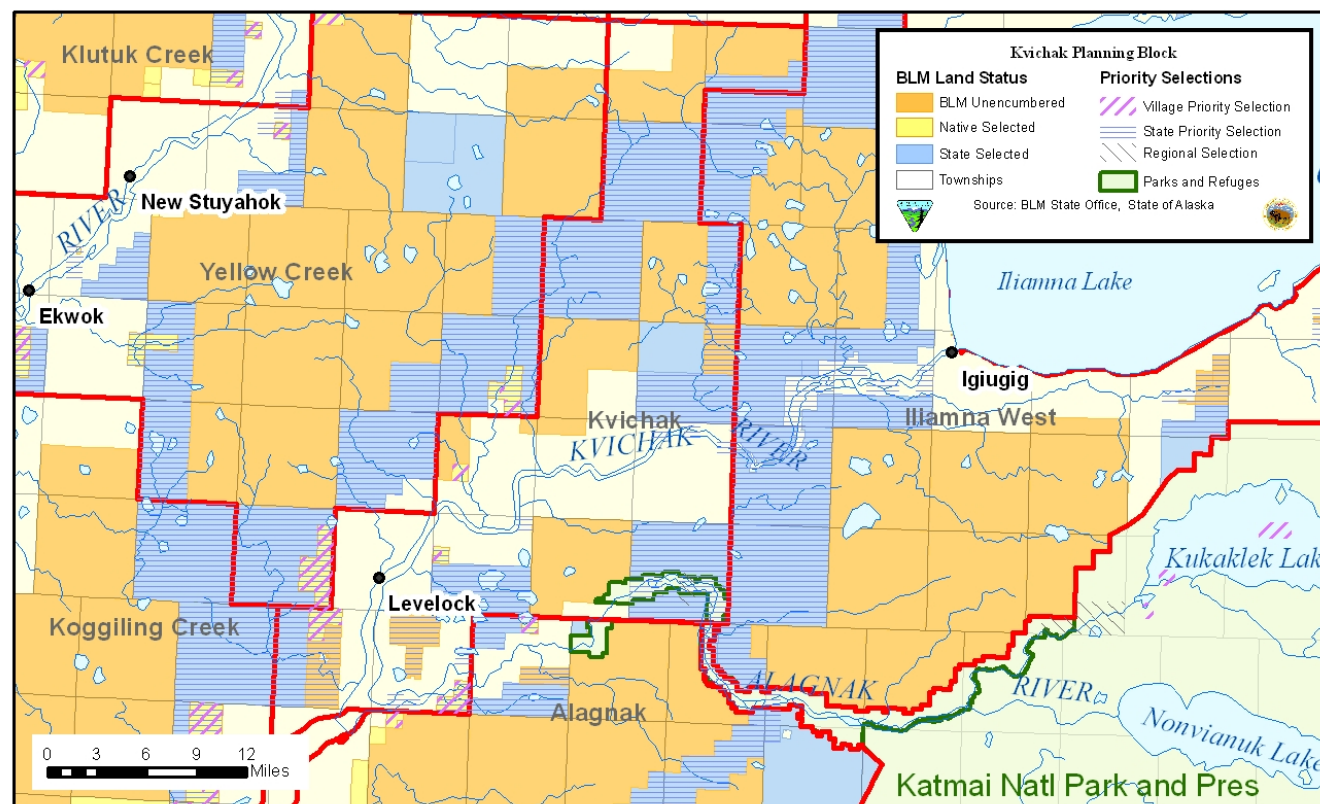 Klutuk Creek
Kvichak Planning Block
BLM Land Status
Priority Selections
BLM Unencumbered
Village Priority Selection
Native Selected
State Priority Selection
State Selected
Regional Selection
Townships
Parks and Refuges
Source: BLM State Office, State of Alaska
New Stuyahok
RIVER
Yellow Creek
Iliamna Lake
Ekwok
Igiugig
Kvichak
Iliamna West
KVICHAK
RIVER
Kukaklek Lak
Levelock
Koggiling Creek
ALAGNAK
RIVER
Alagnak
Nonvianuk Lake
0 3 6 9 12
Miles
Katmai Natl Park and Pres